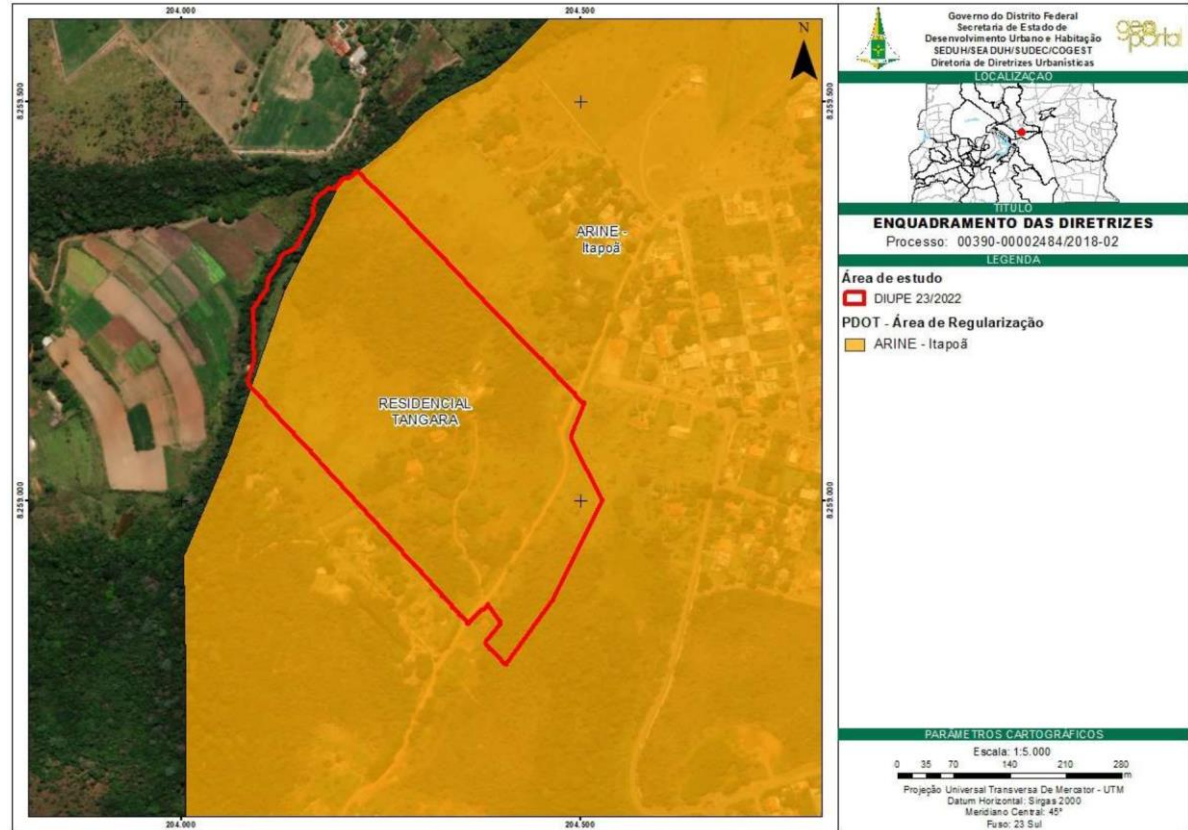 204.000
204.500
8.259.500
8.259.500
N
ARINE -
Itapoã
RESIDENCIAL
TANGARA
8.259.000
8.259.000
204.000
204.500
Governo do Distrito Federal
Secretaria de Estado de
Desenvolvimento Urbano e Habitação
SEDUH/SEADUH/SUDEC/COGEST
Diretoria de Diretrizes Urbanísticas
geoportal
LOCALIZAÇÃO
TÍTULO
ENQUADRAMENTO DAS DIRETRIZES
Processo: 00390-00002484/2018-02
LEGENDA
Área de estudo
DIUPE 23/2022
PDOT - Área de Regularização
ARINE - Itapoã
PARÂMETROS CARTOGRÁFICOS
Escala: 1:5.000
0 35 70 140 210 280
m
Projeção Universal Transversa De Mercator - UTM
Datum Horizontal: Sirgas 2000
Meridiano Central: 45º
Fuso: 23 Sul